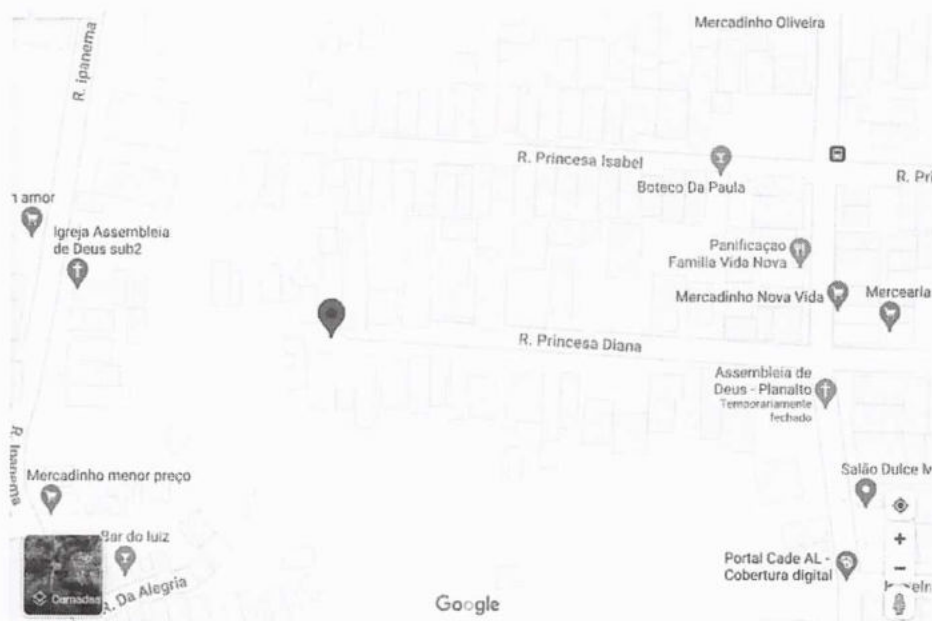 Mercadinho Oliveira
R. Ipanema
R. Princesa Isabel
Boteco Da Paula
R. Pri
n amor
Igreja Assembleia
de Deus sub2
Panificaçao
Familia Vida Nova
Mercadinho Nova Vida
Mercearia
R. Princesa Diana
Assembleia de
Deus - Planalto
Temporariamente
fechado
R. Ipanema
Mercadinho menor preço
Salão Dulce M
Bar do luiz
Portal Cade AL -
Cobertura digital
Camadas
R. Da Alegria
Google